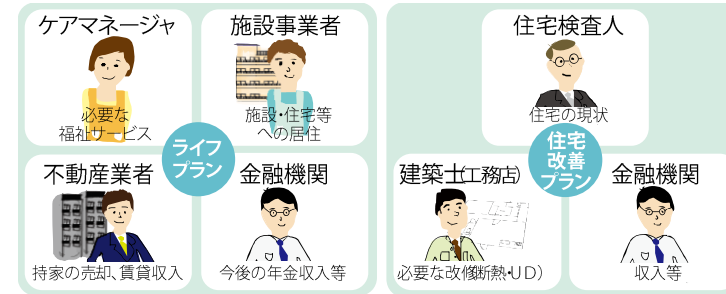 ケアマネージャ
必要な
福祉サービス
施設事業者
施設・住宅等
への居住
ライフ
プラン
不動産業者
持家の売却、賃貸収入
金融機関
今後の年金収入等
住宅検査人
住宅の現状
住宅
改善
プラン
建築士(工務店)
必要な改修(断熱・UD)
金融機関
収入等